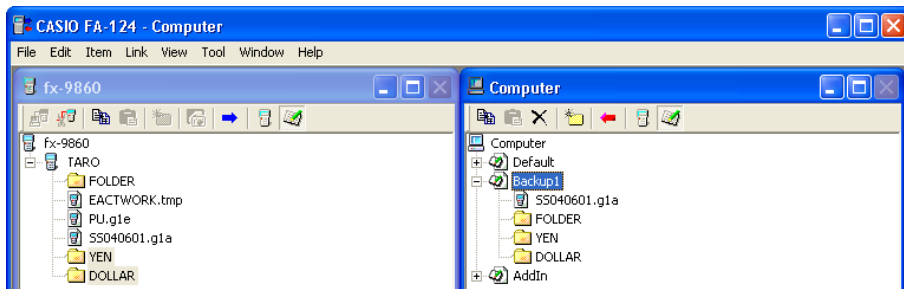 CASIO FA-124 - Computer
File Edit Item Link View Tool Window Help
fx-9860
fx-9860
TARO
FOLDER
EACTWORK.tmp
PU.g1e
SS040601.g1a
YEN
DOLLAR
Computer
Computer
Default
Backup1
SS040601.g1a
FOLDER
YEN
DOLLAR
AddIn